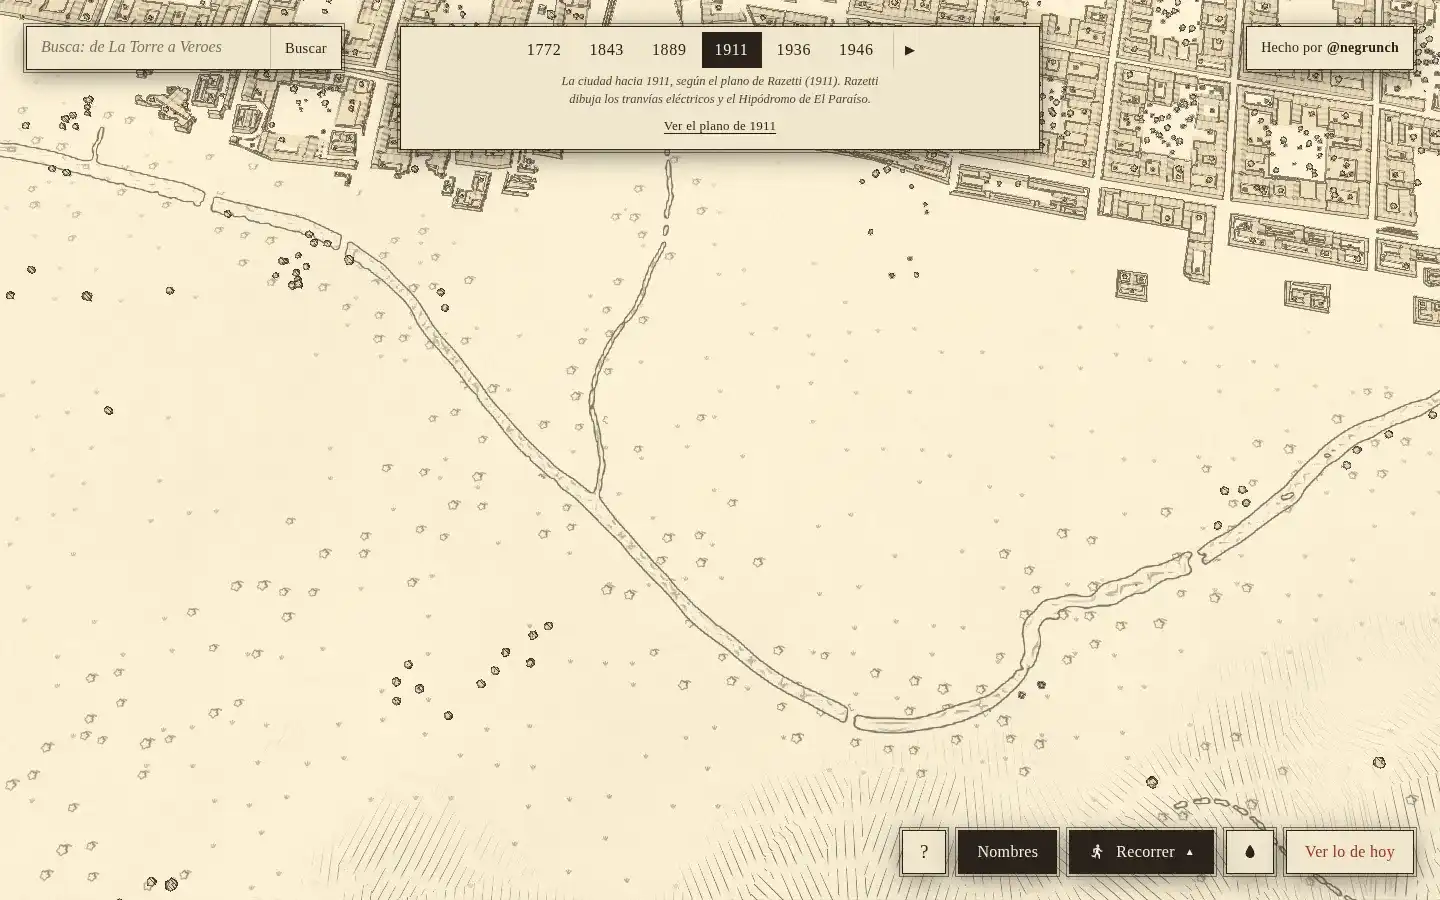 Busca: de La Torre a Veroes
Buscar
1772 1843 1889 1911 1936 1946 ▶
La ciudad hacia 1911, según el plano de Razetti (1911). Razetti
dibuja los tranvías eléctricos y el Hipódromo de El Paraíso.
Ver el plano de 1911
Hecho por @negrunch
?
Nombres
Recorrer ▲
Ver lo de hoy